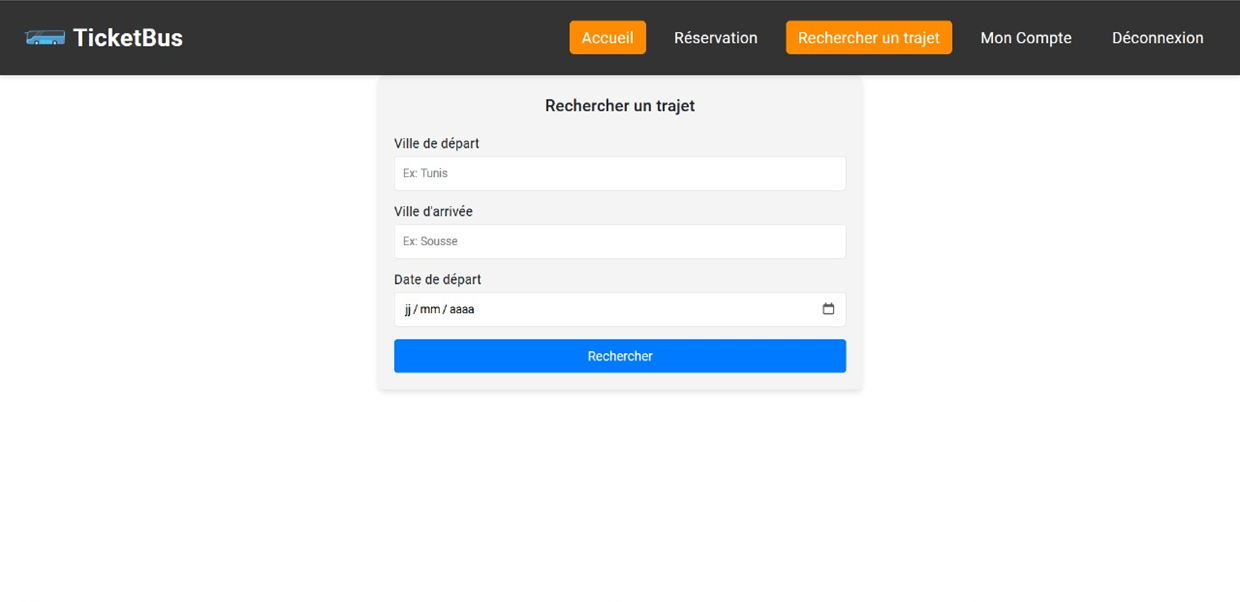 TicketBus
Accueil
Réservation
Rechercher un trajet
Mon Compte
Déconnexion
Rechercher un trajet
Ville de départ
Ex: Tunis
Ville d'arrivée
Ex: Sousse
Date de départ
jj/mm/aaaa
Rechercher